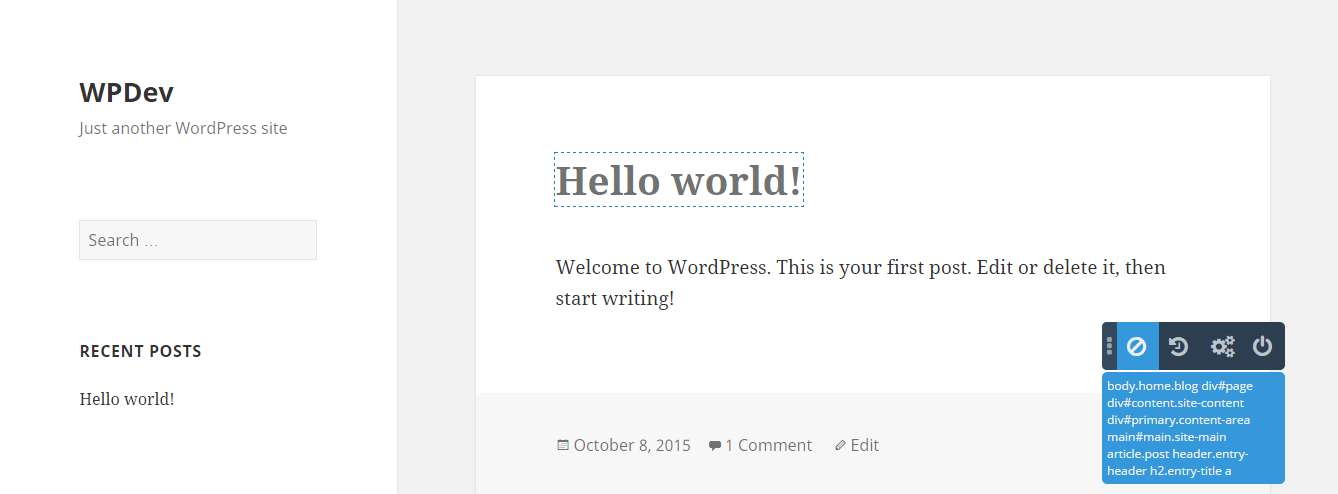 WPDev
Just another WordPress site
Search …
RECENT POSTS
Hello world!
Hello world!
Welcome to WordPress. This is your first post. Edit or delete it, then
start writing!
October 8, 2015 1 Comment Edit
body.home.blog div#page
div#content.site-content
div#primary.content-area
main#main.site-main
article.post header.entry-
header h2.entry-title a